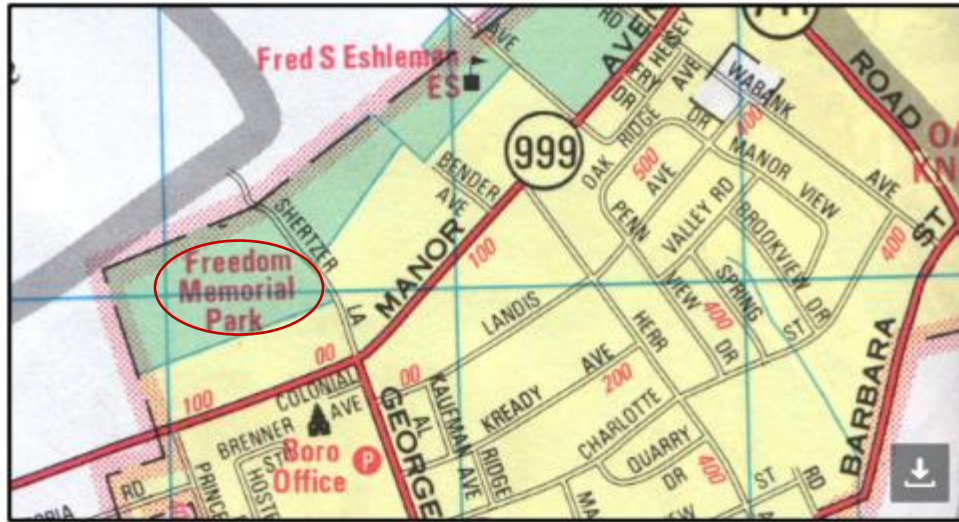 AVE
RD
Fred S Eshleman
ES
AVE
DR
AVE
RIDGE
DR
OAK
WABANK
AVE
400
ROAD
999
BENDER
AVE
500
AVE
PENN
VIEW
DR
400
MANOR
VIEW
VALLEY RD
BROOKVIEW
DR
SPRING
ST
400
ST
BARBARA
SHERTZER
LA
MANOR
100
Freedom
Memorial
Park
LANDIS
HERR
AVE
KREADY
200
CHARLOTTE
ST
00
00
100
COLONIAL
AVE
BRENNER
ST
Boro
Office
P
GEORGE
AL
KAUFMAN AVE
RIDGE
QUARRY
DR
400
RD
RD